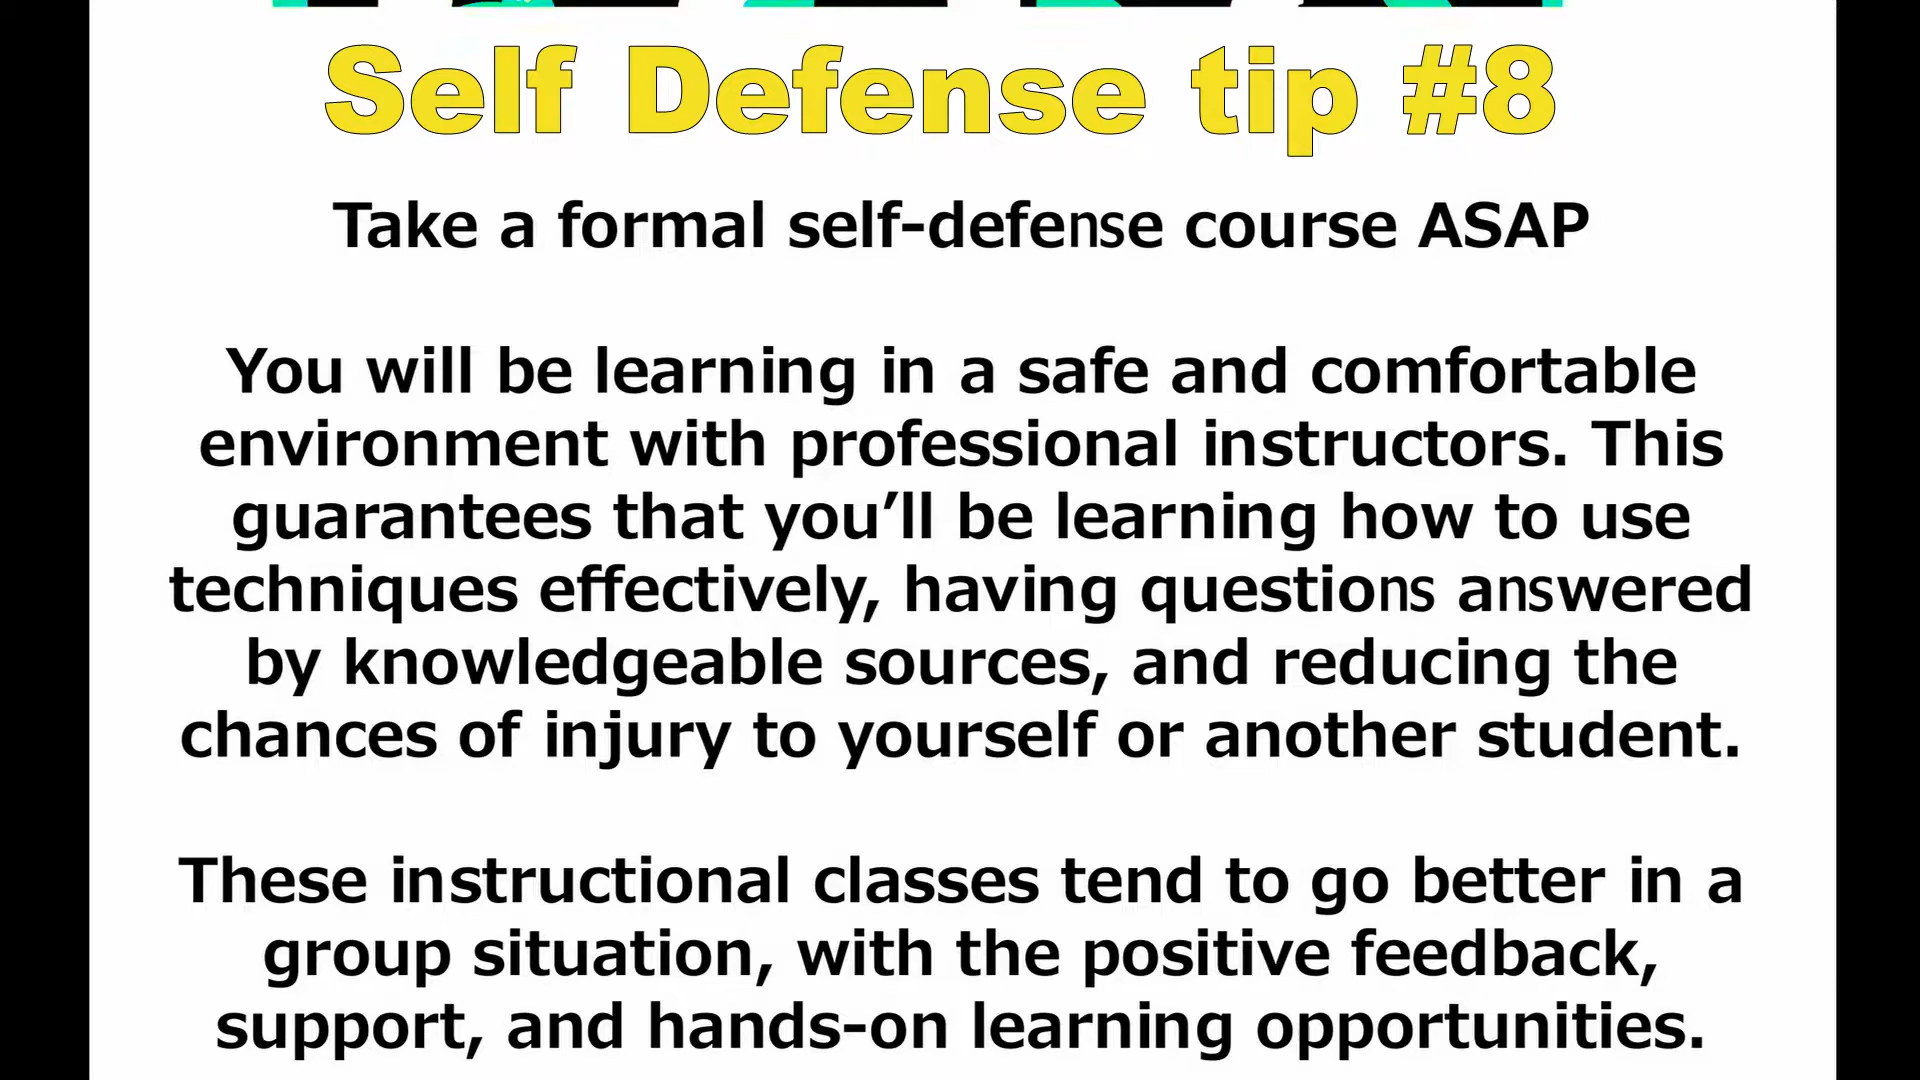 Self Defense tip #8
Take a formal self-defense course ASAP
You will be learning in a safe and comfortable
environment with professional instructors. This
guarantees that you’ll be learning how to use
techniques effectively, having questions answered
by knowledgeable sources, and reducing the
chances of injury to yourself or another student.
These instructional classes tend to go better in a
group situation, with the positive feedback,
support, and hands-on learning opportunities.